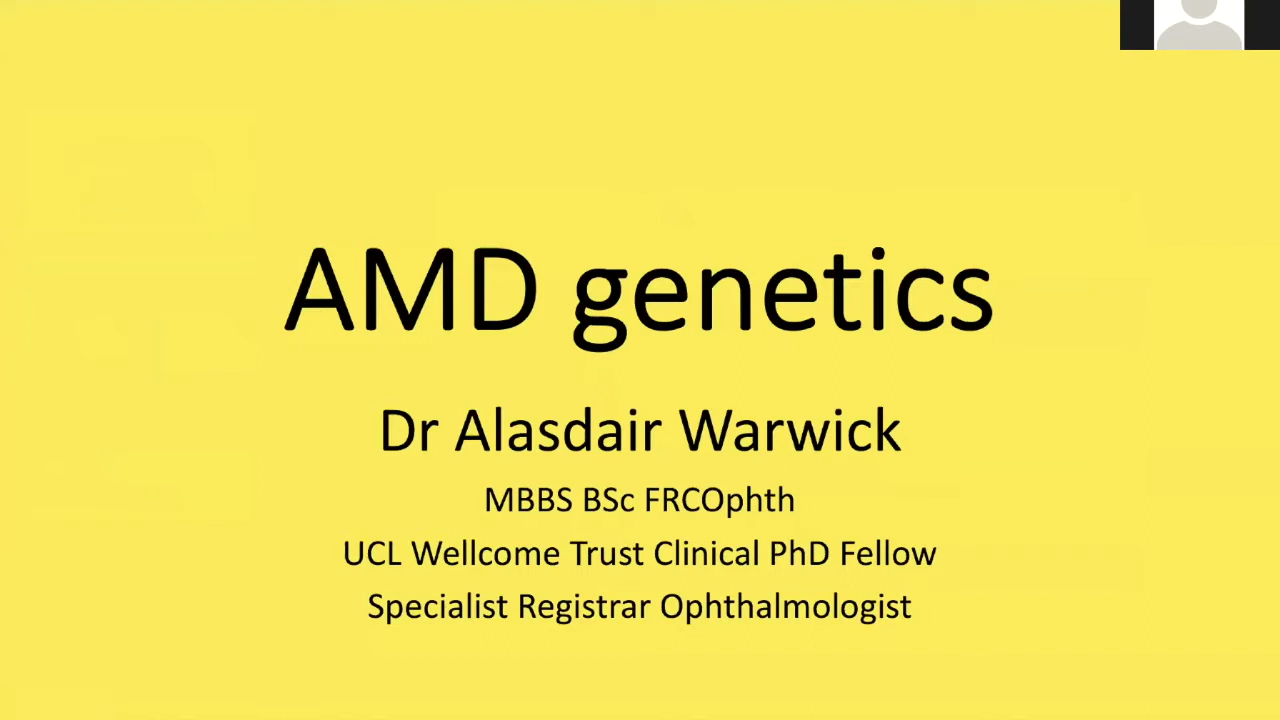 AMD genetics
Dr Alasdair Warwick
MBBS BSc FRCOphth
UCL Wellcome Trust Clinical PhD Fellow
Specialist Registrar Ophthalmologist